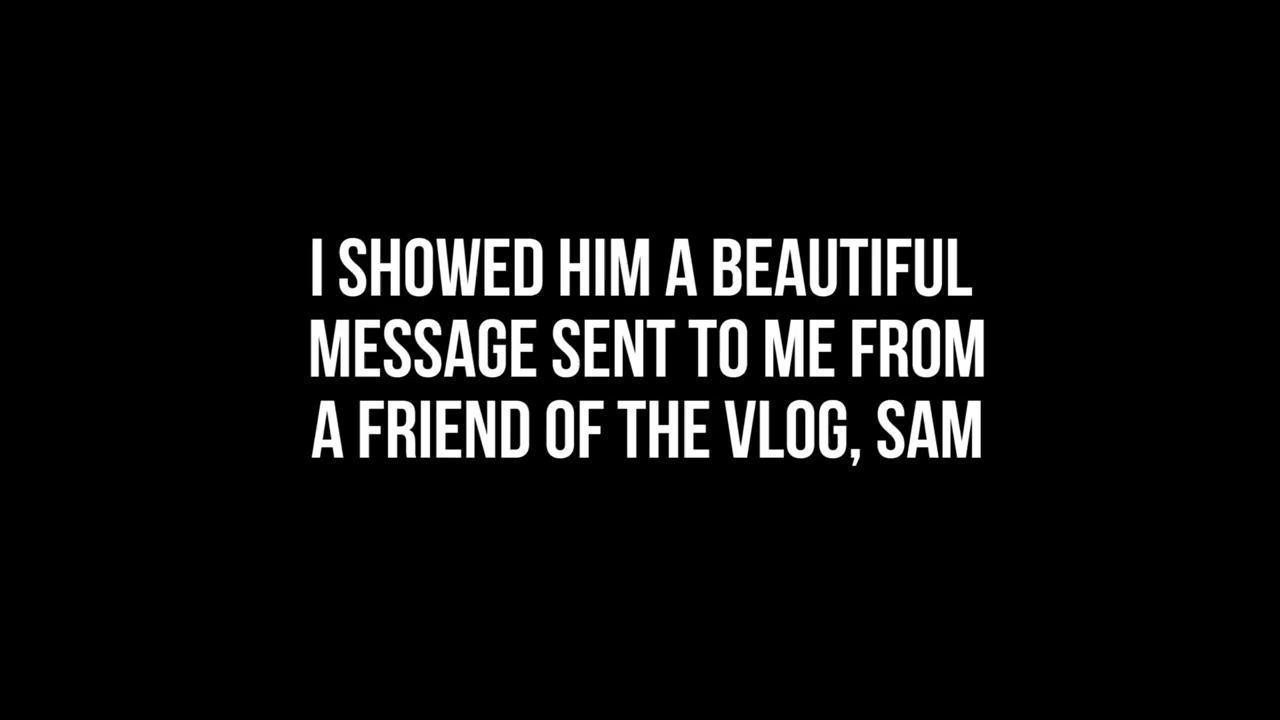 I SHOWED HIM A BEAUTIFUL
MESSAGE SENT TO ME FROM
A FRIEND OF THE VLOG, SAM